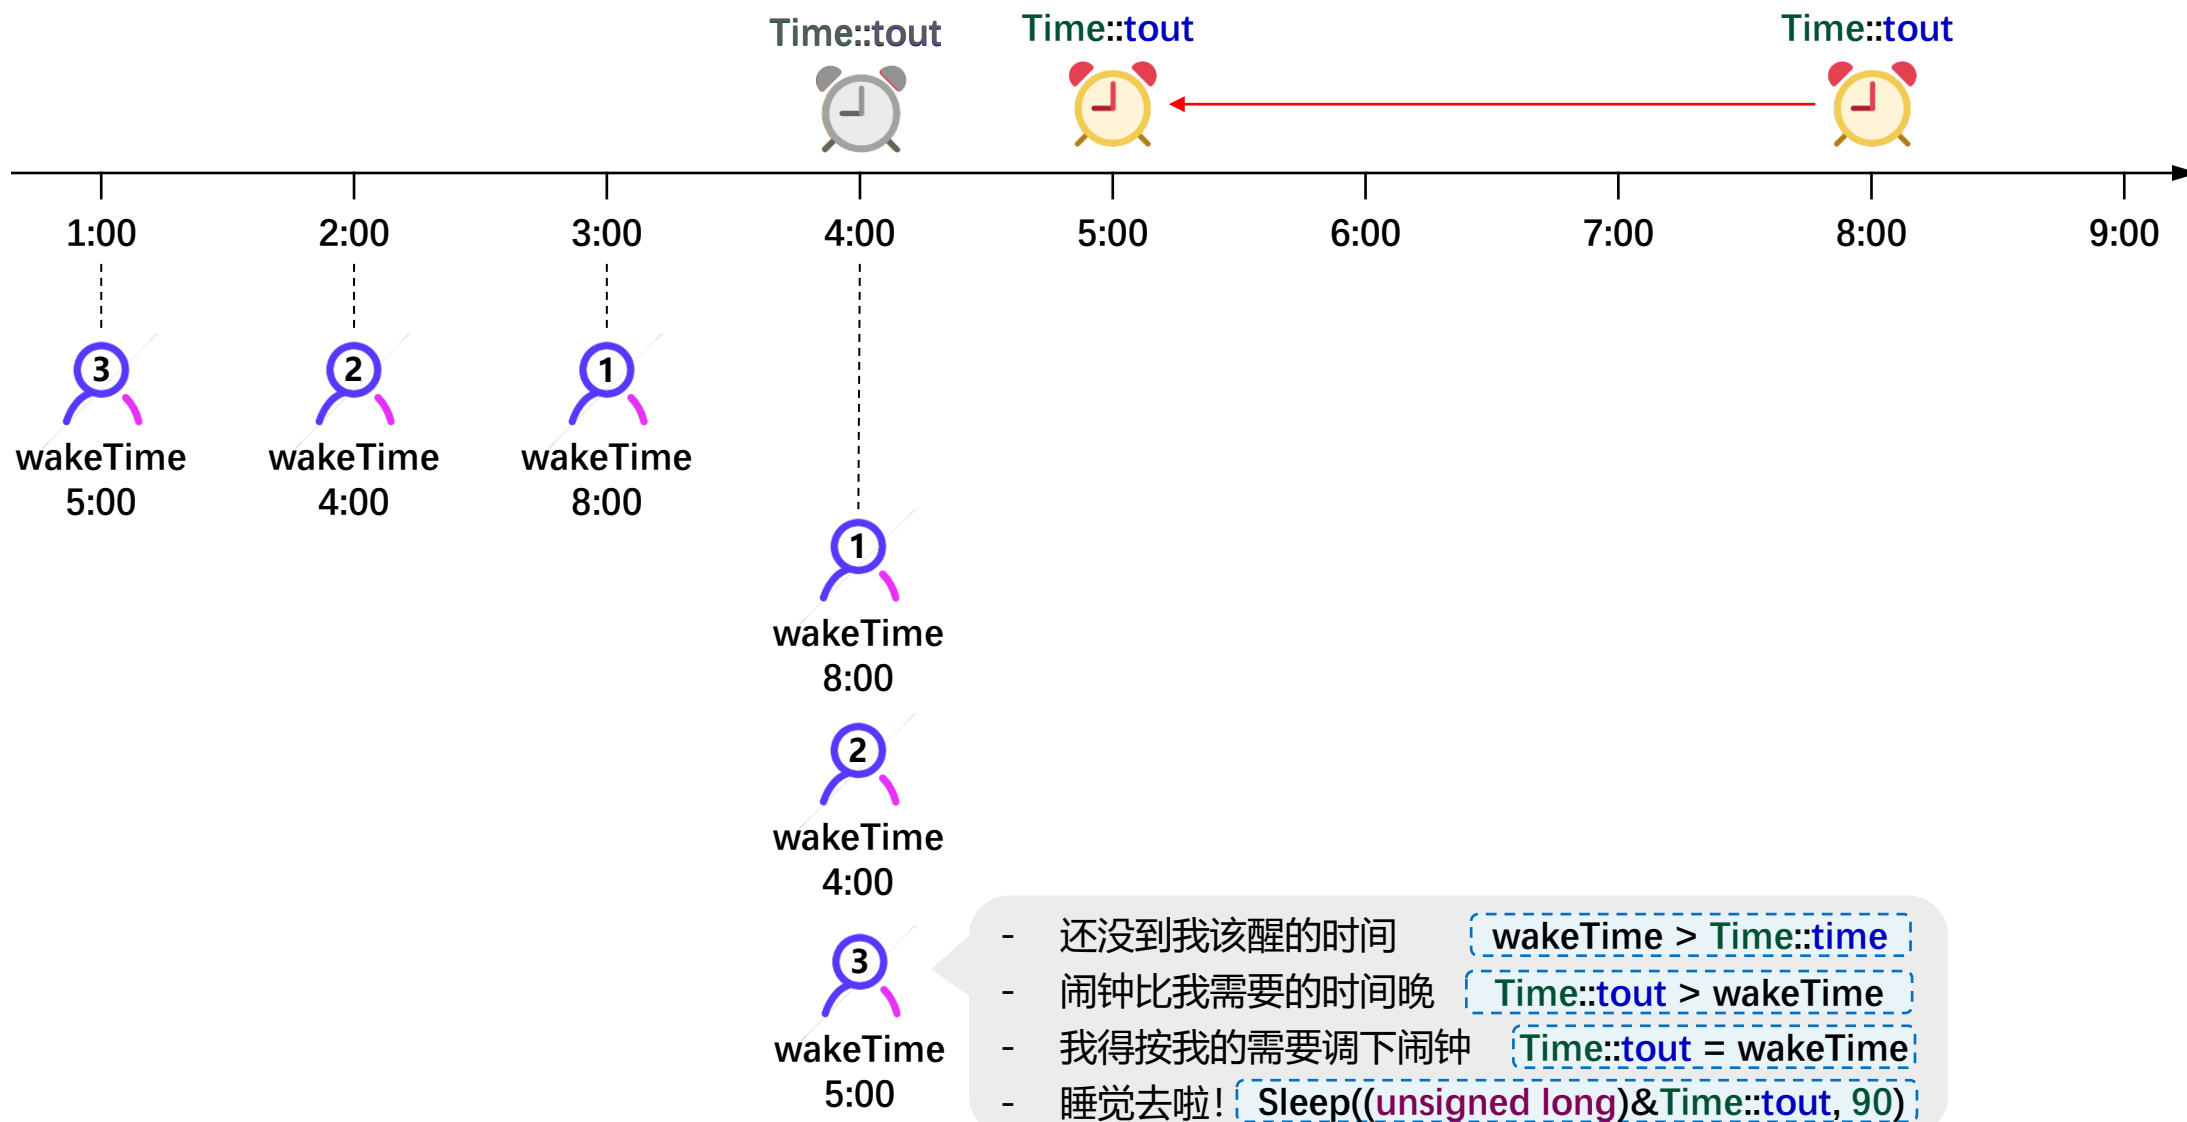 Time::tout Time::tout Time::tout
1:00 2:00 3:00 4:00 5:00 6:00 7:00 8:00 9:00
3 2 1
wakeTime wakeTime wakeTime
5:00 4:00 8:00
1
wakeTime
8:00
2
wakeTime
4:00
3
wakeTime
5:00
- 还没到我该醒的时间 wakeTime > Time::time
- 闹钟比我需要的时间晚 Time::tout > wakeTime
- 我得按我的需要调下闹钟 Time::tout = wakeTime
- 睡觉去啦! Sleep((unsigned long)&Time::tout, 90)